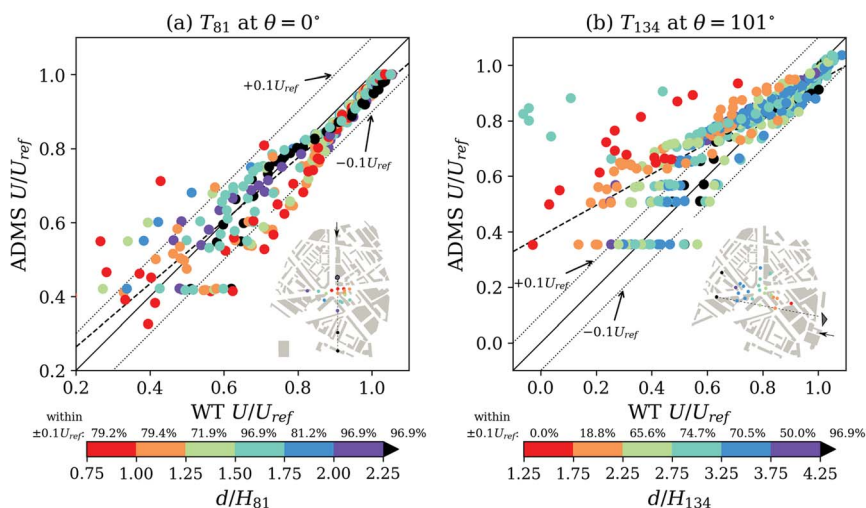 (a) T81 at θ = 0°
(b) T134 at θ = 101°
ADMS U/Uref
1.0
0.8
0.6
0.4
0.2
+0.1Uref
−0.1Uref
0.2 0.4 0.6 0.8 1.0
WT U/Uref
ADMS U/Uref
1.0
0.8
0.6
0.4
0.2
0.0
+0.1Uref
−0.1Uref
0.0 0.2 0.4 0.6 0.8 1.0
WT U/Uref
within
±0.1Uref: 79.2% 79.4% 71.9% 96.9% 81.2% 96.9% 96.9%
0.75 1.00 1.25 1.50 1.75 2.00 2.25
d/H81
within
±0.1Uref: 0.0% 18.8% 65.6% 74.7% 70.5% 50.0% 96.9%
1.25 1.75 2.25 2.75 3.25 3.75 4.25
d/H134